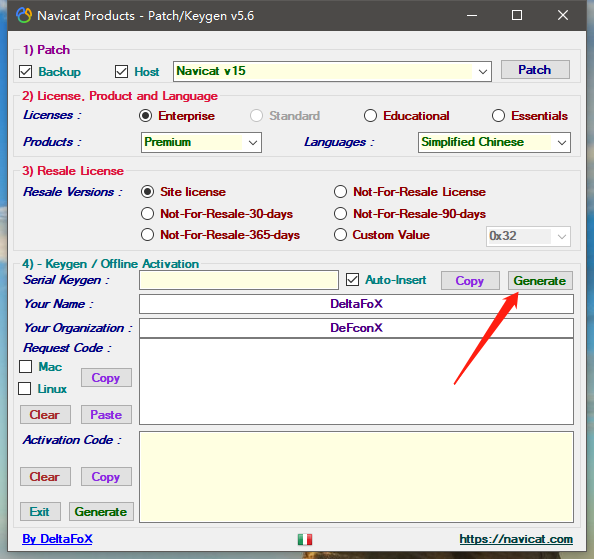 Navicat Products - Patch/Keygen v5.6
1) Patch
Backup Host Navicat v15 Patch
2) License, Product and Language
Licenses : Enterprise Standard Educational Essentials
Products : Premium Languages : Simplified Chinese
3) Resale License
Resale Versions : Site license Not-For-Resale License
Not-For-Resale-30-days Not-For-Resale-90-days
Not-For-Resale-365-days Custom Value 0x32
4) - Keygen / Offline Activation
Serial Keygen : Auto-Insert Copy Generate
Your Name : DeltaFoX
Your Organization : DeFconX
Request Code :
Mac
Copy
Linux
Clear Paste
Activation Code :
Clear Copy
Exit Generate
By DeltaFoX https://navicat.com